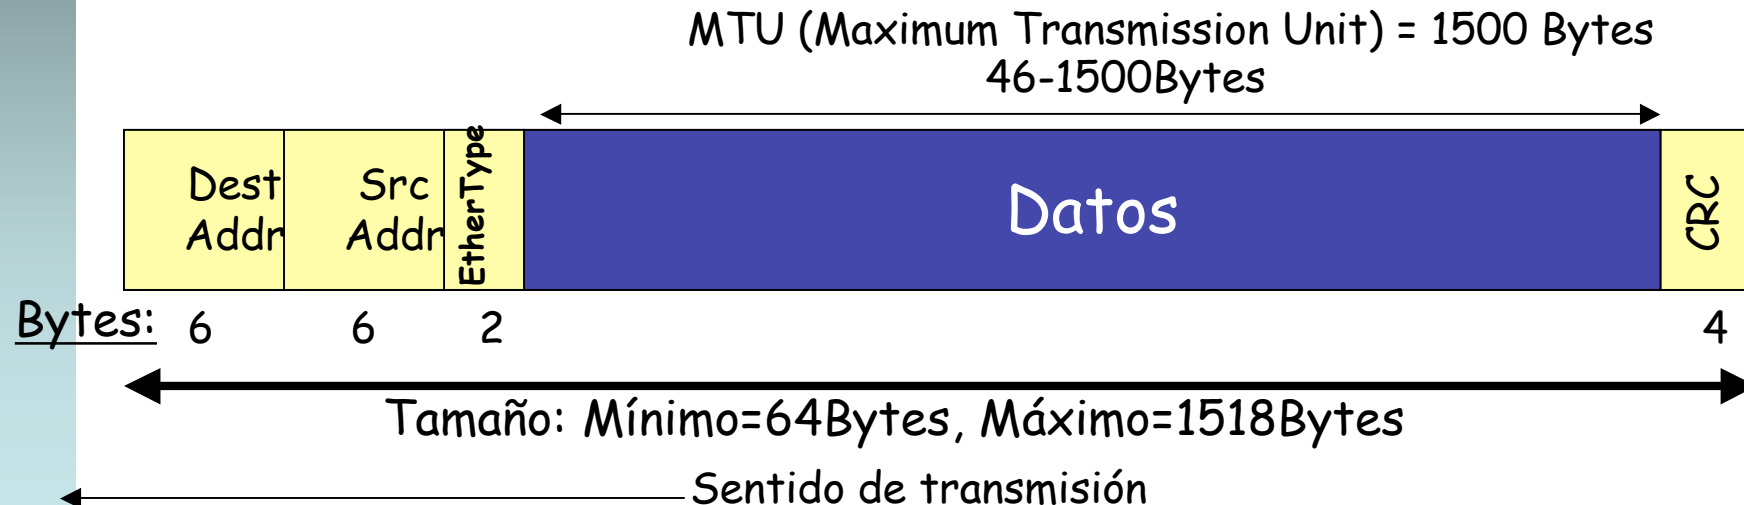 MTU (Maximum Transmission Unit) = 1500 Bytes
46-1500Bytes
Dest
Addr
Src
Addr
EtherType
Datos
CRC
Bytes: 6 6 2 4
Tamaño: Mínimo=64Bytes, Máximo=1518Bytes
Sentido de transmisión